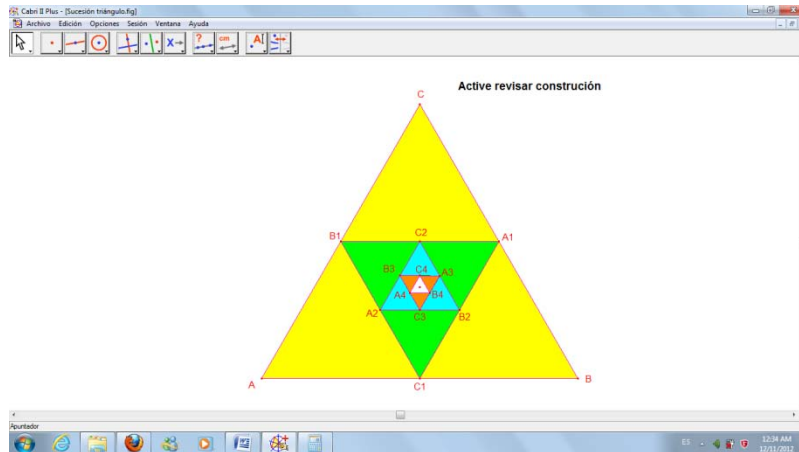 Cabri II Plus - [Sucesión triángulo.fig]
Archivo Edición Opciones Sesión Ventana Ayuda
Active revisar construción
C
B1 C2 A1
B3 C4 A3
A4 B4
A2 C3 B2
A C1 B
Apuntador
ES 12:34 AM
12/11/2012